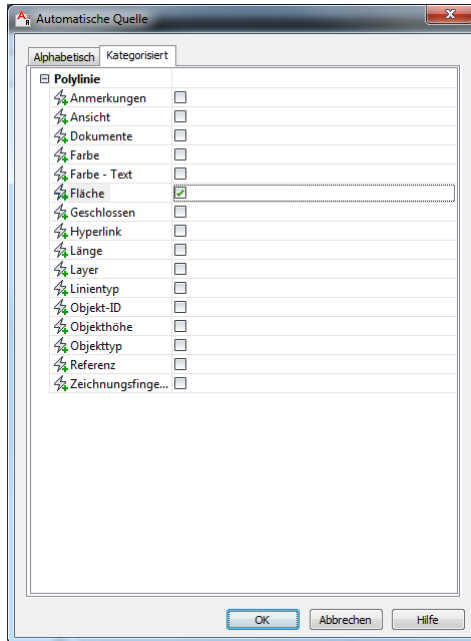 Automatische Quelle
Alphabetisch Kategorisiert
Polylinie
Anmerkungen
Ansicht
Dokumente
Farbe
Farbe - Text
Fläche
Geschlossen
Hyperlink
Länge
Layer
Linientyp
Objekt-ID
Objekthöhe
Objekttyp
Referenz
Zeichnungsfinge...
OK Abbrechen Hilfe